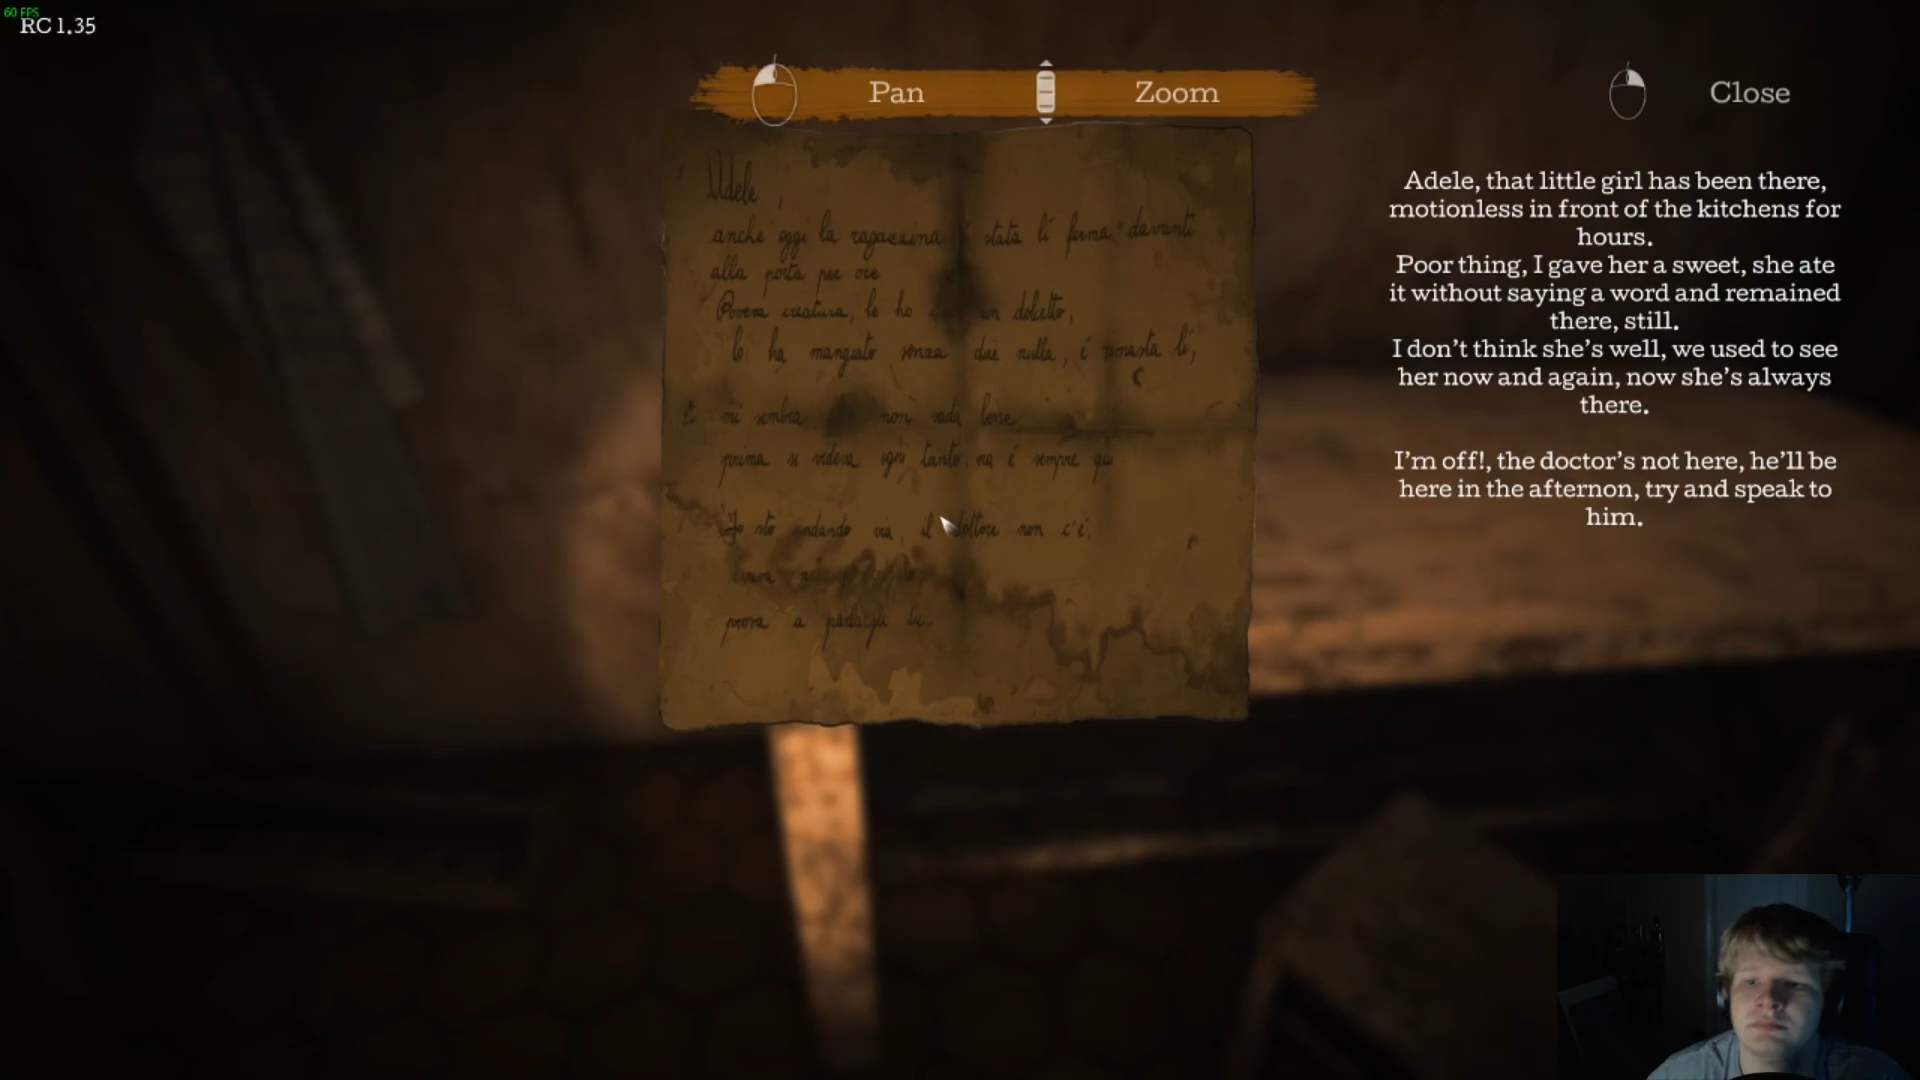 60 FPS
RC 1.35
Pan
Zoom
Close
Adele,
anche oggi la ragazzina è stata lí ferma davanti
alla porta per ore
Povera creatura, le ho un dolcetto,
lo ha mangiato senza dire nulla, é rimasta lí,
mi sembra non vada bene
prima si vedeva ogni tanto, é sempre qui
Io sto andando via, il dottore non c'é,
prova a parlargli tu.
Adele, that little girl has been there,
motionless in front of the kitchens for
hours.
Poor thing, I gave her a sweet, she ate
it without saying a word and remained
there, still.
I don't think she's well, we used to see
her now and again, now she's always
there.
I'm off!, the doctor's not here, he'll be
here in the afternon, try and speak to
him.